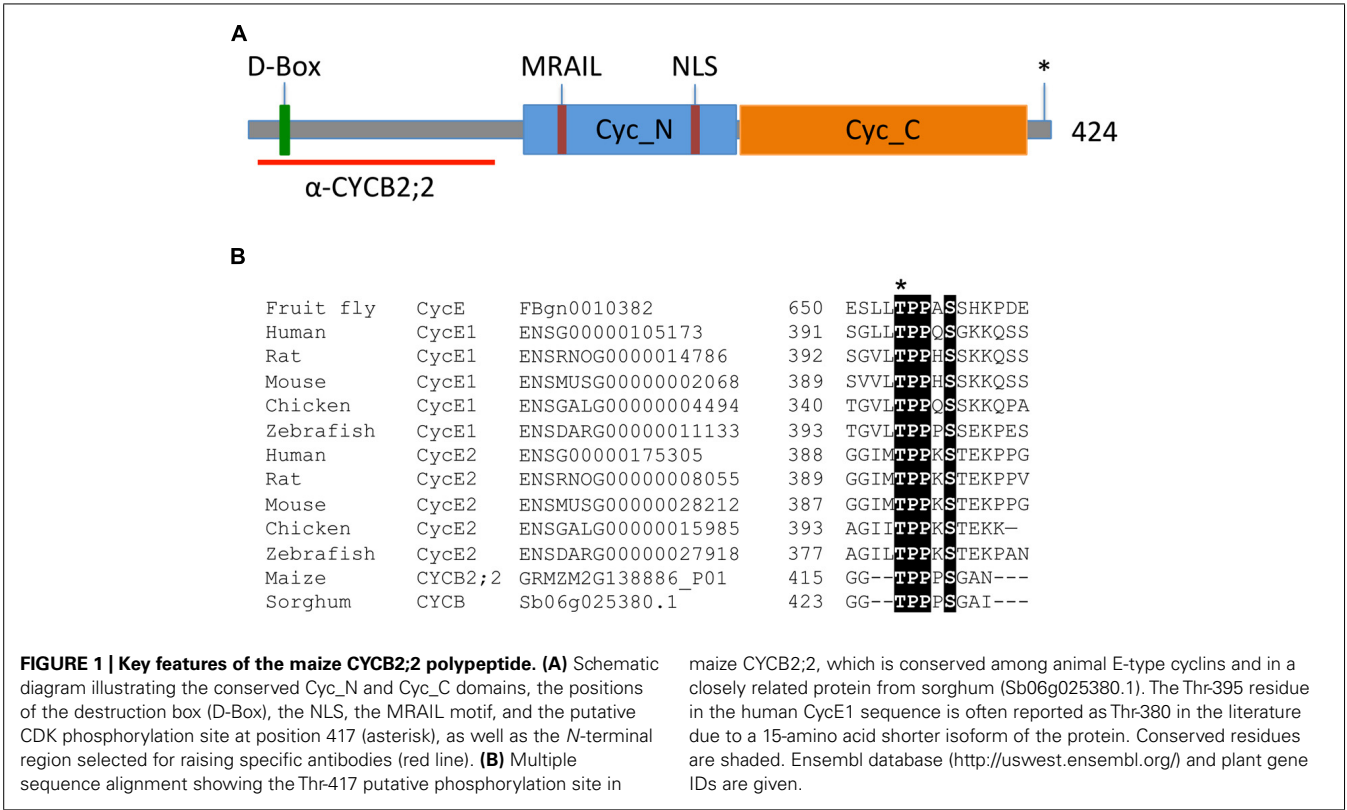 A
D-Box MRAIL NLS *
Cyc_N Cyc_C 424
α-CYCB2;2
B
*
Fruit fly CycE FBgn0010382 650 ESLLTPPASSHKPDE
Human CycE1 ENSG00000105173 391 SGLLTPPQSGKKQSS
Rat CycE1 ENSRNOG0000014786 392 SGVLTPPHSSKKQSS
Mouse CycE1 ENSMUSG00000002068 389 SVVLTPPHSSKKQSS
Chicken CycE1 ENSGALG00000004494 340 TGVLTPPQSSKKQPA
Zebrafish CycE1 ENSDARG00000011133 393 TGVLTPPPSSEKPES
Human CycE2 ENSG00000175305 388 GGIMTPPKSTEKPPG
Rat CycE2 ENSRNOG00000008055 389 GGIMTPPKSTEKPPV
Mouse CycE2 ENSMUSG00000028212 387 GGIMTPPKSTEKPPG
Chicken CycE2 ENSGALG00000015985 393 AGIITPPKSTEKK–
Zebrafish CycE2 ENSDARG00000027918 377 AGILTPPKSTEKPAN
Maize CYCB2;2 GRMZM2G138886_P01 415 GG--TPPPSGAN---
Sorghum CYCB Sb06g025380.1 423 GG--TPPPSGAI---
FIGURE 1 | Key features of the maize CYCB2;2 polypeptide. (A) Schematic
diagram illustrating the conserved Cyc_N and Cyc_C domains, the positions
of the destruction box (D-Box), the NLS, the MRAIL motif, and the putative
CDK phosphorylation site at position 417 (asterisk), as well as the N-terminal
region selected for raising specific antibodies (red line). (B) Multiple
sequence alignment showing the Thr-417 putative phosphorylation site in
maize CYCB2;2, which is conserved among animal E-type cyclins and in a
closely related protein from sorghum (Sb06g025380.1). The Thr-395 residue
in the human CycE1 sequence is often reported as Thr-380 in the literature
due to a 15-amino acid shorter isoform of the protein. Conserved residues
are shaded. Ensembl database (http://uswest.ensembl.org/) and plant gene
IDs are given.